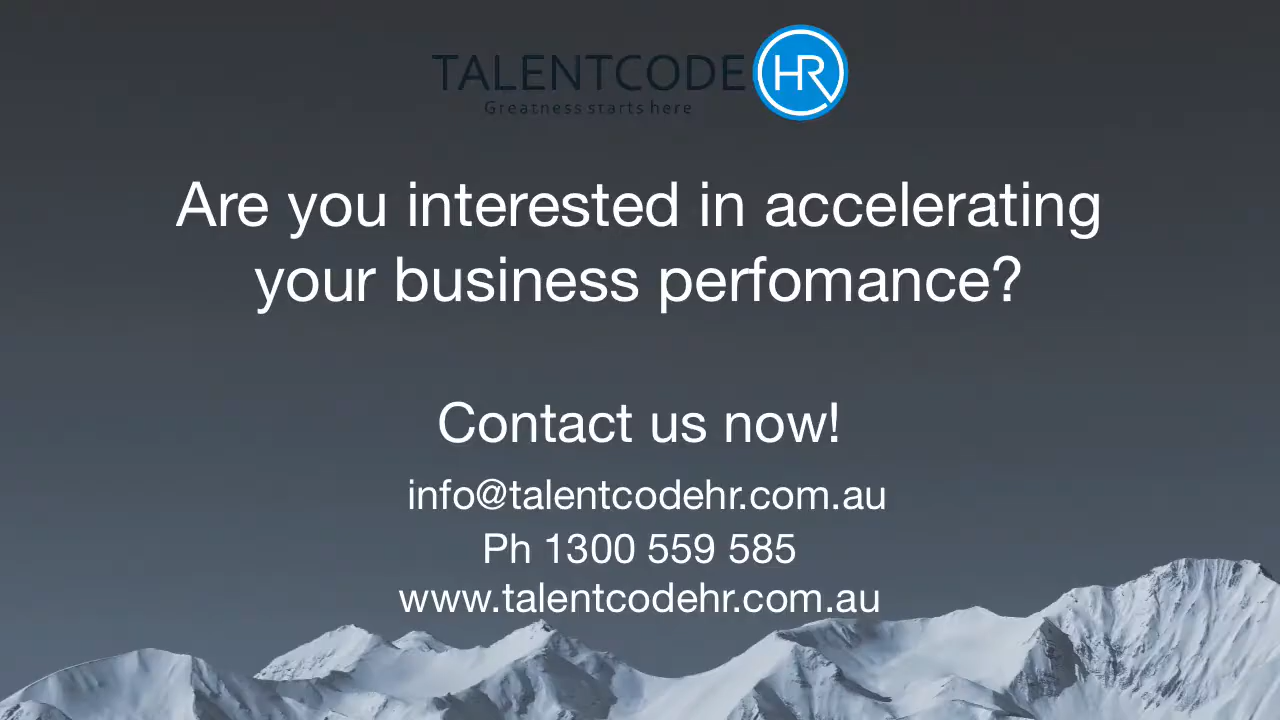 TALENTCODE HR
Greatness starts here
Are you interested in accelerating
your business perfomance?
Contact us now!
info@talentcodehr.com.au
Ph 1300 559 585
www.talentcodehr.com.au